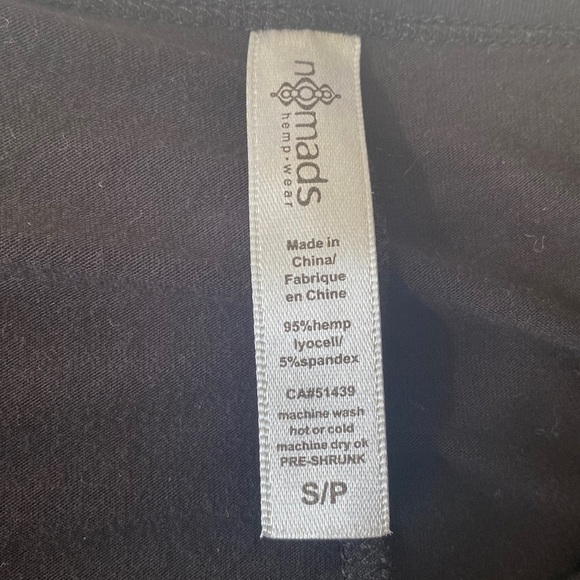 nomads
hemp • wear
Made in
China/
Fabrique
en Chine
95%hemp
lyocell/
5%spandex
CA#51439
machine wash
hot or cold
machine dry ok
PRE-SHRUNK
S/P